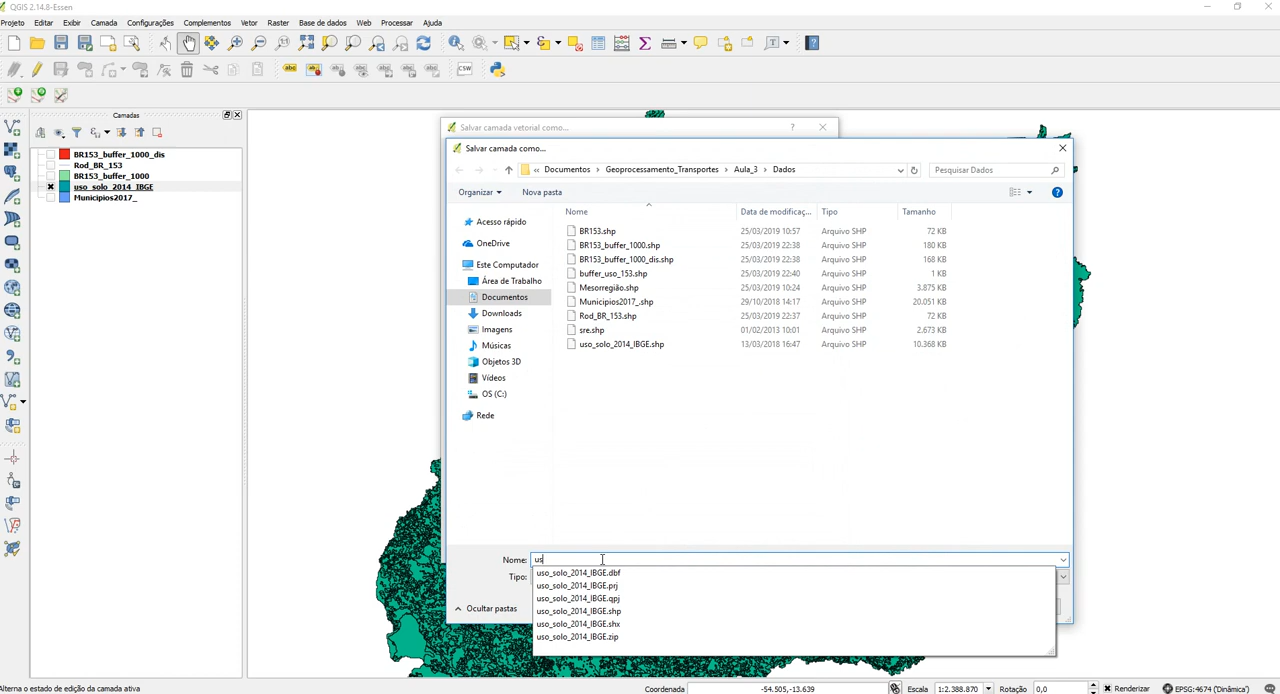 QGIS 2.14.8-Essen
Projeto Editar Exibir Camada Configurações Complementos Vetor Raster Base de dados Web Processar Ajuda
abc abc
CSW
Camadas
BR153_buffer_1000_dis
Rod_BR_153
BR153_buffer_1000
uso_solo_2014_IBGE
Municipios2017_
Salvar camada vetorial como...
Salvar camada como...
« Documents › Geoprocessamento_Transportes › Aula_3 › Dados
Pesquisar Dados
Organizar Nova pasta
Acesso rápido
OneDrive
Este Computador
Área de Trabalho
Documentos
Downloads
Imagens
Músicas
Objetos 3D
Vídeos
OS (C:)
Rede
Nome Data de modificaç... Tipo Tamanho
BR153.shp 25/03/2019 10:57 Arquivo SHP 72 KB
BR153_buffer_1000.shp 25/03/2019 22:38 Arquivo SHP 180 KB
BR153_buffer_1000_dis.shp 25/03/2019 22:38 Arquivo SHP 168 KB
buffer_uso_153.shp 25/03/2019 22:40 Arquivo SHP 1 KB
Mesorregião.shp 25/03/2019 10:24 Arquivo SHP 3.875 KB
Municipios2017_.shp 29/10/2018 14:17 Arquivo SHP 20.051 KB
Rod_BR_153.shp 25/03/2019 22:37 Arquivo SHP 72 KB
sre.shp 01/02/2013 10:01 Arquivo SHP 2.673 KB
uso_solo_2014_IBGE.shp 13/03/2018 16:47 Arquivo SHP 10.368 KB
Nome: us
Tipo:
uso_solo_2014_IBGE.dbf
uso_solo_2014_IBGE.prj
uso_solo_2014_IBGE.qpj
uso_solo_2014_IBGE.shp
uso_solo_2014_IBGE.shx
uso_solo_2014_IBGE.zip
Ocultar pastas
Alterna o estado de edição da camada ativa
Coordenada -54.505,-13.639 Escala 1:2.388.870 Rotação 0,0 Renderizar EPSG:4674 (Dinâmica)